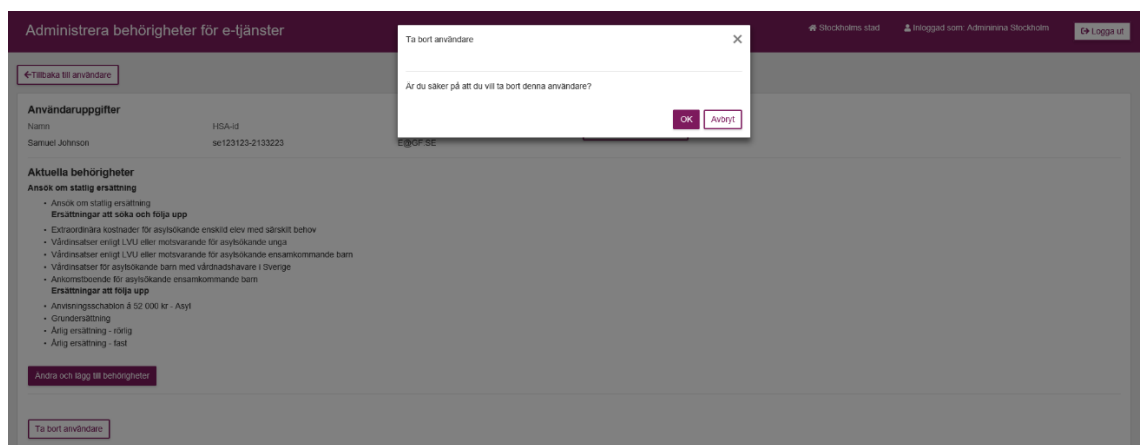 Administrera behörigheter för e-tjänster
Stockholms stad
Inloggad som: Adminínina Stockholm
Logga ut
Ta bort användare
Är du säker på att du vill ta bort denna användare?
OK
Avbryt
Tillbaka till användare
Användaruppgifter
Namn HSA-id
Samuel Johnson se123123-2133223 E@GF.SE
Aktuella behörigheter
Ansök om statlig ersättning
• Ansök om statlig ersättning
Ersättningar att söka och följa upp
• Extraordinära kostnader för asylsökande enskild elev med särskilt behov
• Vårdinsatser enligt LVU eller motsvarande för asylsökande unga
• Vårdinsatser enligt LVU eller motsvarande för asylsökande ensamkommande barn
• Vårdinsatser för asylsökande barn med vårdnadshavare i Sverige
• Ankomstboende för asylsökande ensamkommande barn
Ersättningar att följa upp
• Anvisningsschablon å 52 000 kr - Asyl
• Grundersättning
• Årlig ersättning - rörlig
• Årlig ersättning - fast
Ändra och lägg till behörigheter
Ta bort användare